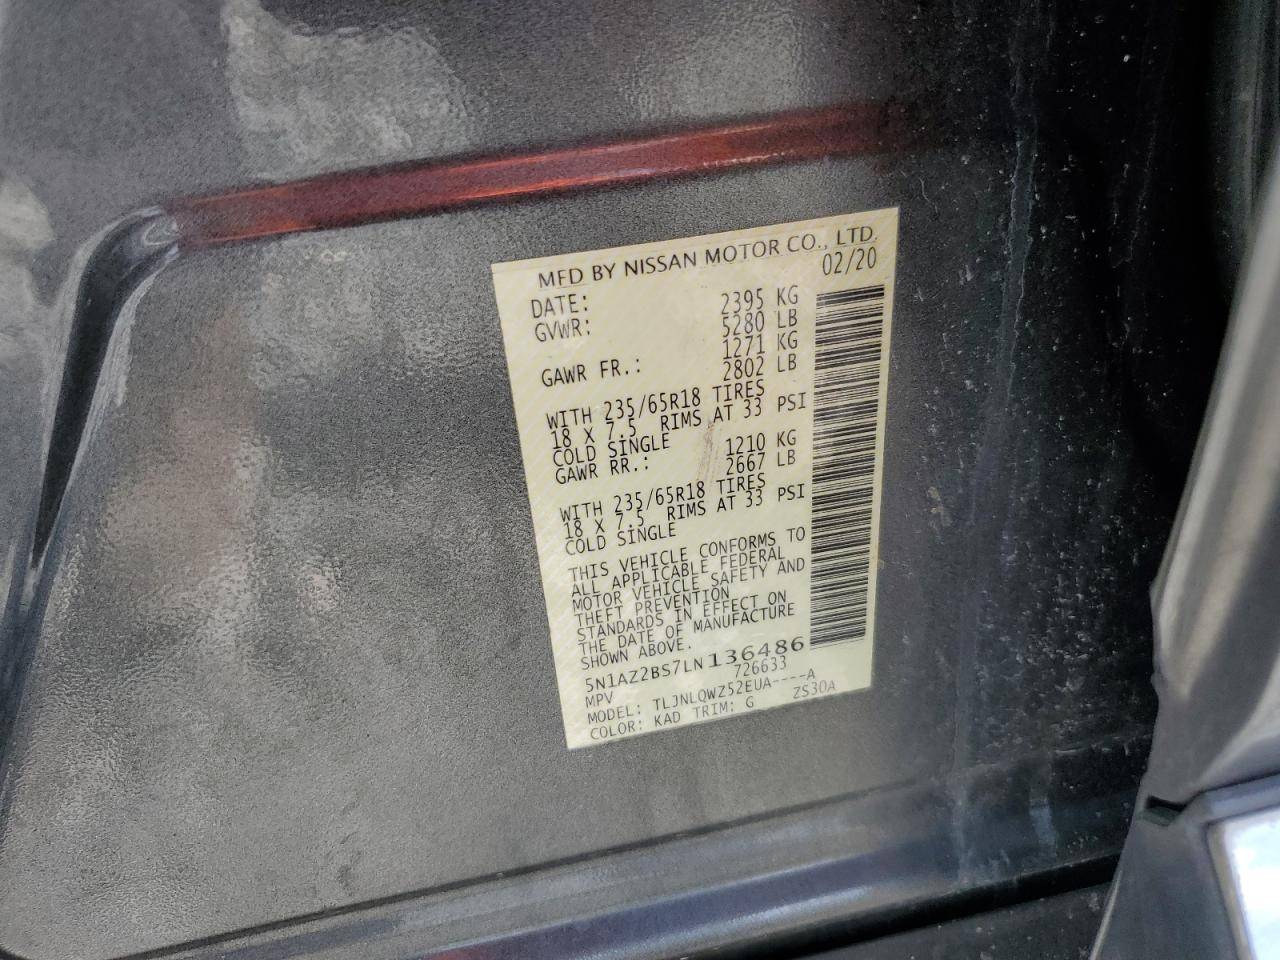 MFD BY NISSAN MOTOR CO., LTD.
DATE: 02/20
GVWR: 2395 KG
5280 LB
GAWR FR.: 1271 KG
2802 LB
WITH 235/65R18 TIRES
18 X 7.5 RIMS AT 33 PSI
COLD SINGLE
GAWR RR.: 1210 KG
2667 LB
WITH 235/65R18 TIRES
18 X 7.5 RIMS AT 33 PSI
COLD SINGLE
THIS VEHICLE CONFORMS TO
ALL APPLICABLE FEDERAL
MOTOR VEHICLE SAFETY AND
THEFT PREVENTION
STANDARDS IN EFFECT ON
THE DATE OF MANUFACTURE
SHOWN ABOVE.
5N1AZ2BS7LN136486
MPV 726633
MODEL: TLJNLQWZ52EUA----A
COLOR: KAD TRIM: G ZS30A